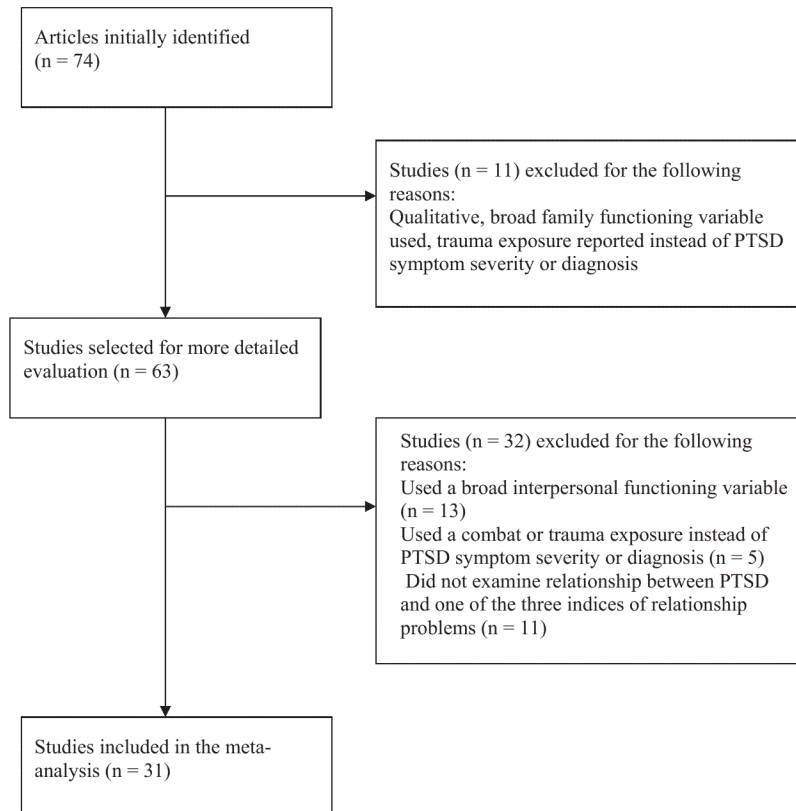 Articles initially identified
(n = 74)
Studies (n = 11) excluded for the following
reasons:
Qualitative, broad family functioning variable
used, trauma exposure reported instead of PTSD
symptom severity or diagnosis
Studies selected for more detailed
evaluation (n = 63)
Studies (n = 32) excluded for the following
reasons:
Used a broad interpersonal functioning variable
(n = 13)
Used a combat or trauma exposure instead of
PTSD symptom severity or diagnosis (n = 5)
Did not examine relationship between PTSD
and one of the three indices of relationship
problems (n = 11)
Studies included in the meta-
analysis (n = 31)